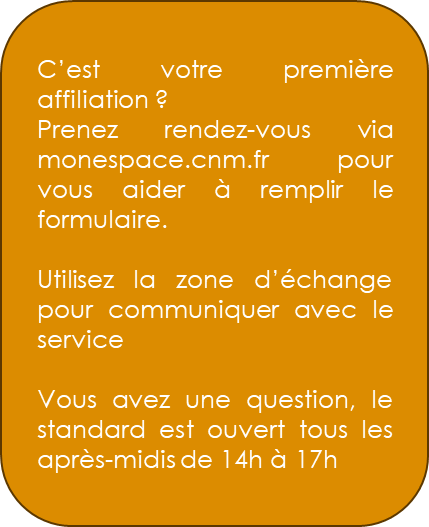 C’est votre première
affiliation ?
Prenez rendez-vous via
monespace.cnm.fr pour
vous aider à remplir le
formulaire.
Utilisez la zone d’échange
pour communiquer avec le
service
Vous avez une question, le
standard est ouvert tous les
après-midis de 14h à 17h